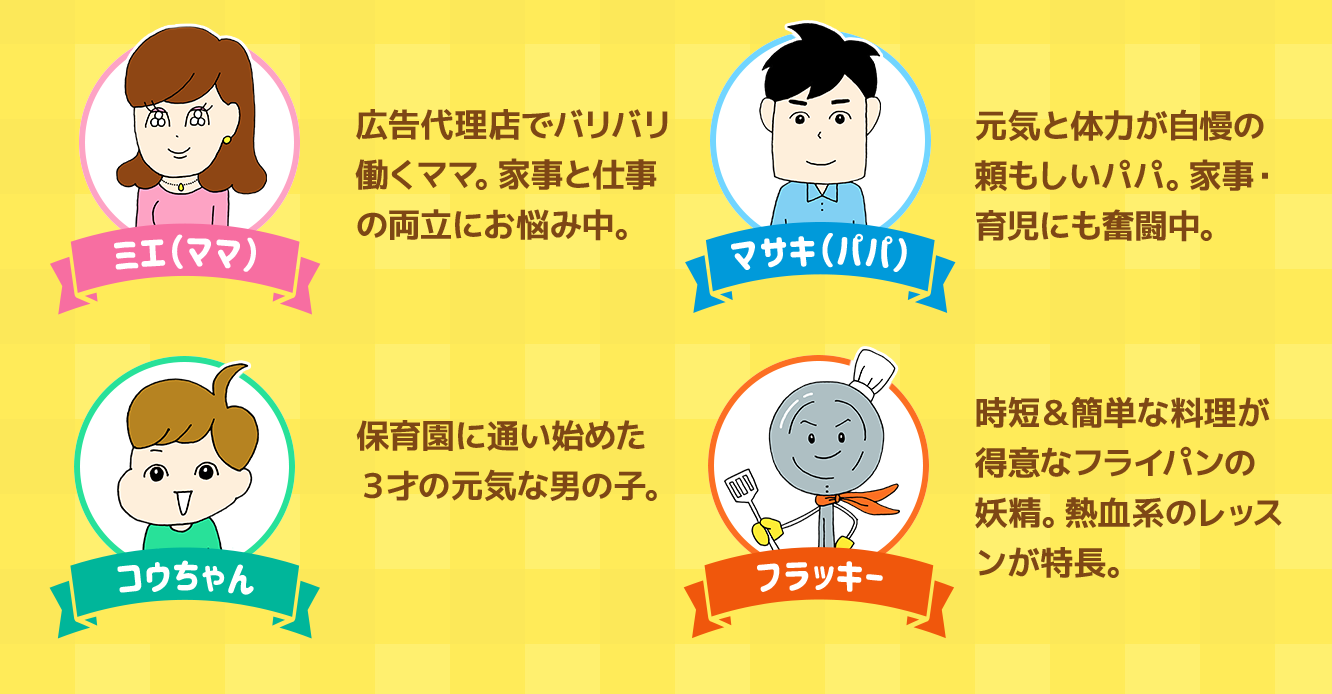 ミエ(ママ)
広告代理店でバリバリ
働くママ。家事と仕事
の両立にお悩み中。
マサキ(パパ)
元気と体力が自慢の
頼もしいパパ。家事・
育児にも奮闘中。
コウちゃん
保育園に通い始めた
3才の元気な男の子。
フラッキー
時短&簡単な料理が
得意なフライパンの
妖精。熱血系のレッス
ンが特長。